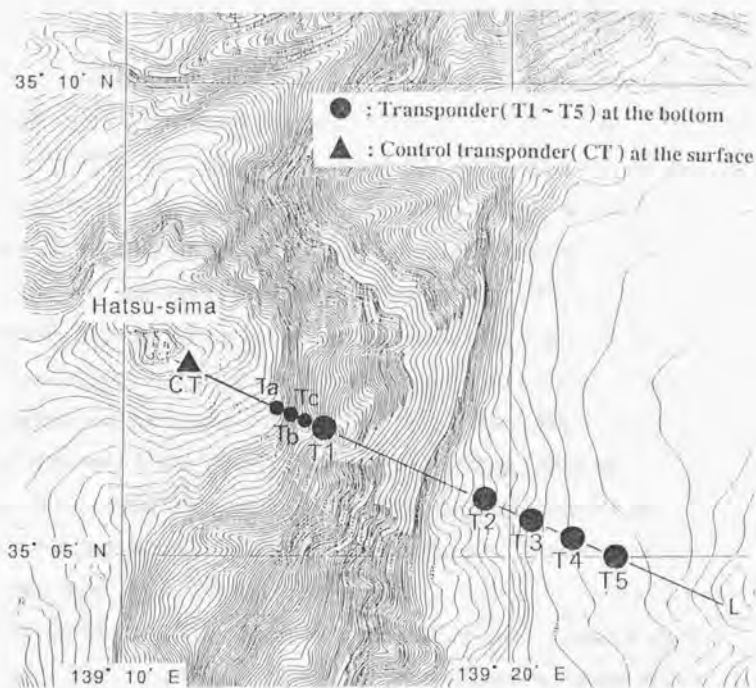 35° 10′ N
● : Transponder( T1 ~ T5 ) at the bottom
▲ : Control transponder( CT ) at the surface
Hatsu-sima
CT
Ta
Tc
Tb
T1
T2
T3
T4
35° 05′ N
T5
L
139° 10′ E
139° 20′ E